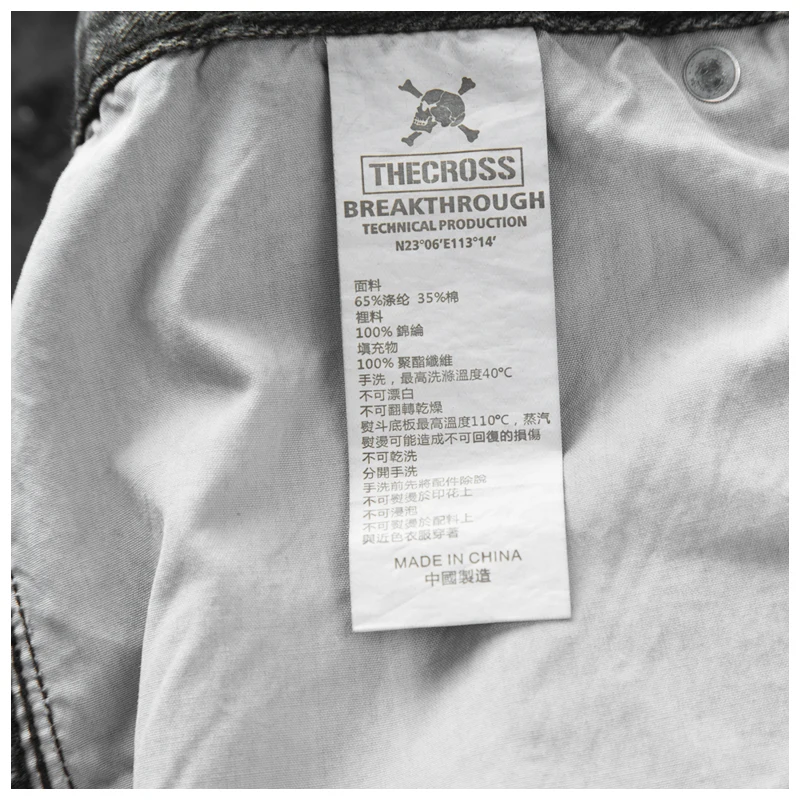 THECROSS
BREAKTHROUGH
TECHNICAL PRODUCTION
N23°06'E113°14'
面料
65%涤纶 35%棉
裡料
100% 錦綸
填充物
100% 聚酯纖維
手洗，最高洗滌溫度40°C
不可漂白
不可翻轉乾燥
熨斗底板最高溫度110°C，蒸汽
熨燙可能造成不可回復的損傷
不可乾洗
分開手洗
手洗前先將配件除脫
不可熨燙於印花上
不可浸泡
不可熨燙於配料上
與近色衣服穿著
MADE IN CHINA
中國製造